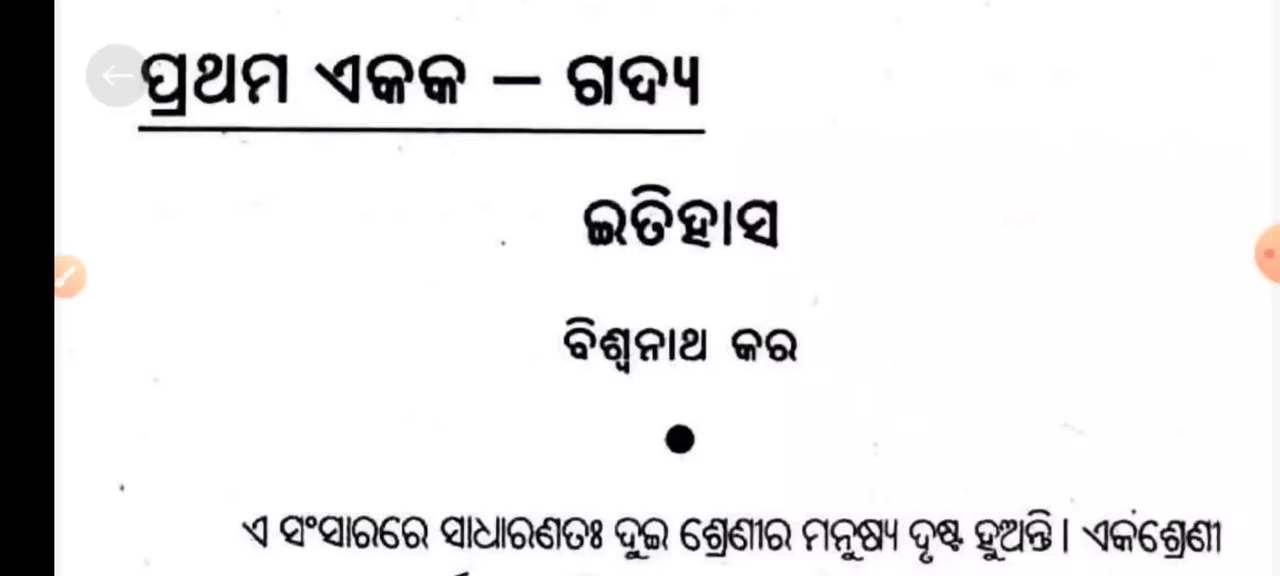 ପ୍ରଥମ ଏକକ – ଗଦ୍ୟ
ଇତିହାସ
ବିଶ୍ୱନାଥ କର
ଏ ସଂସାରରେ ସାଧାରଣତଃ ଦୁଇ ଶ୍ରେଣୀର ମନୁଷ୍ୟ ଦୃଷ୍ଟ ହୁଅନ୍ତି। ଏକଶ୍ରେଣୀ